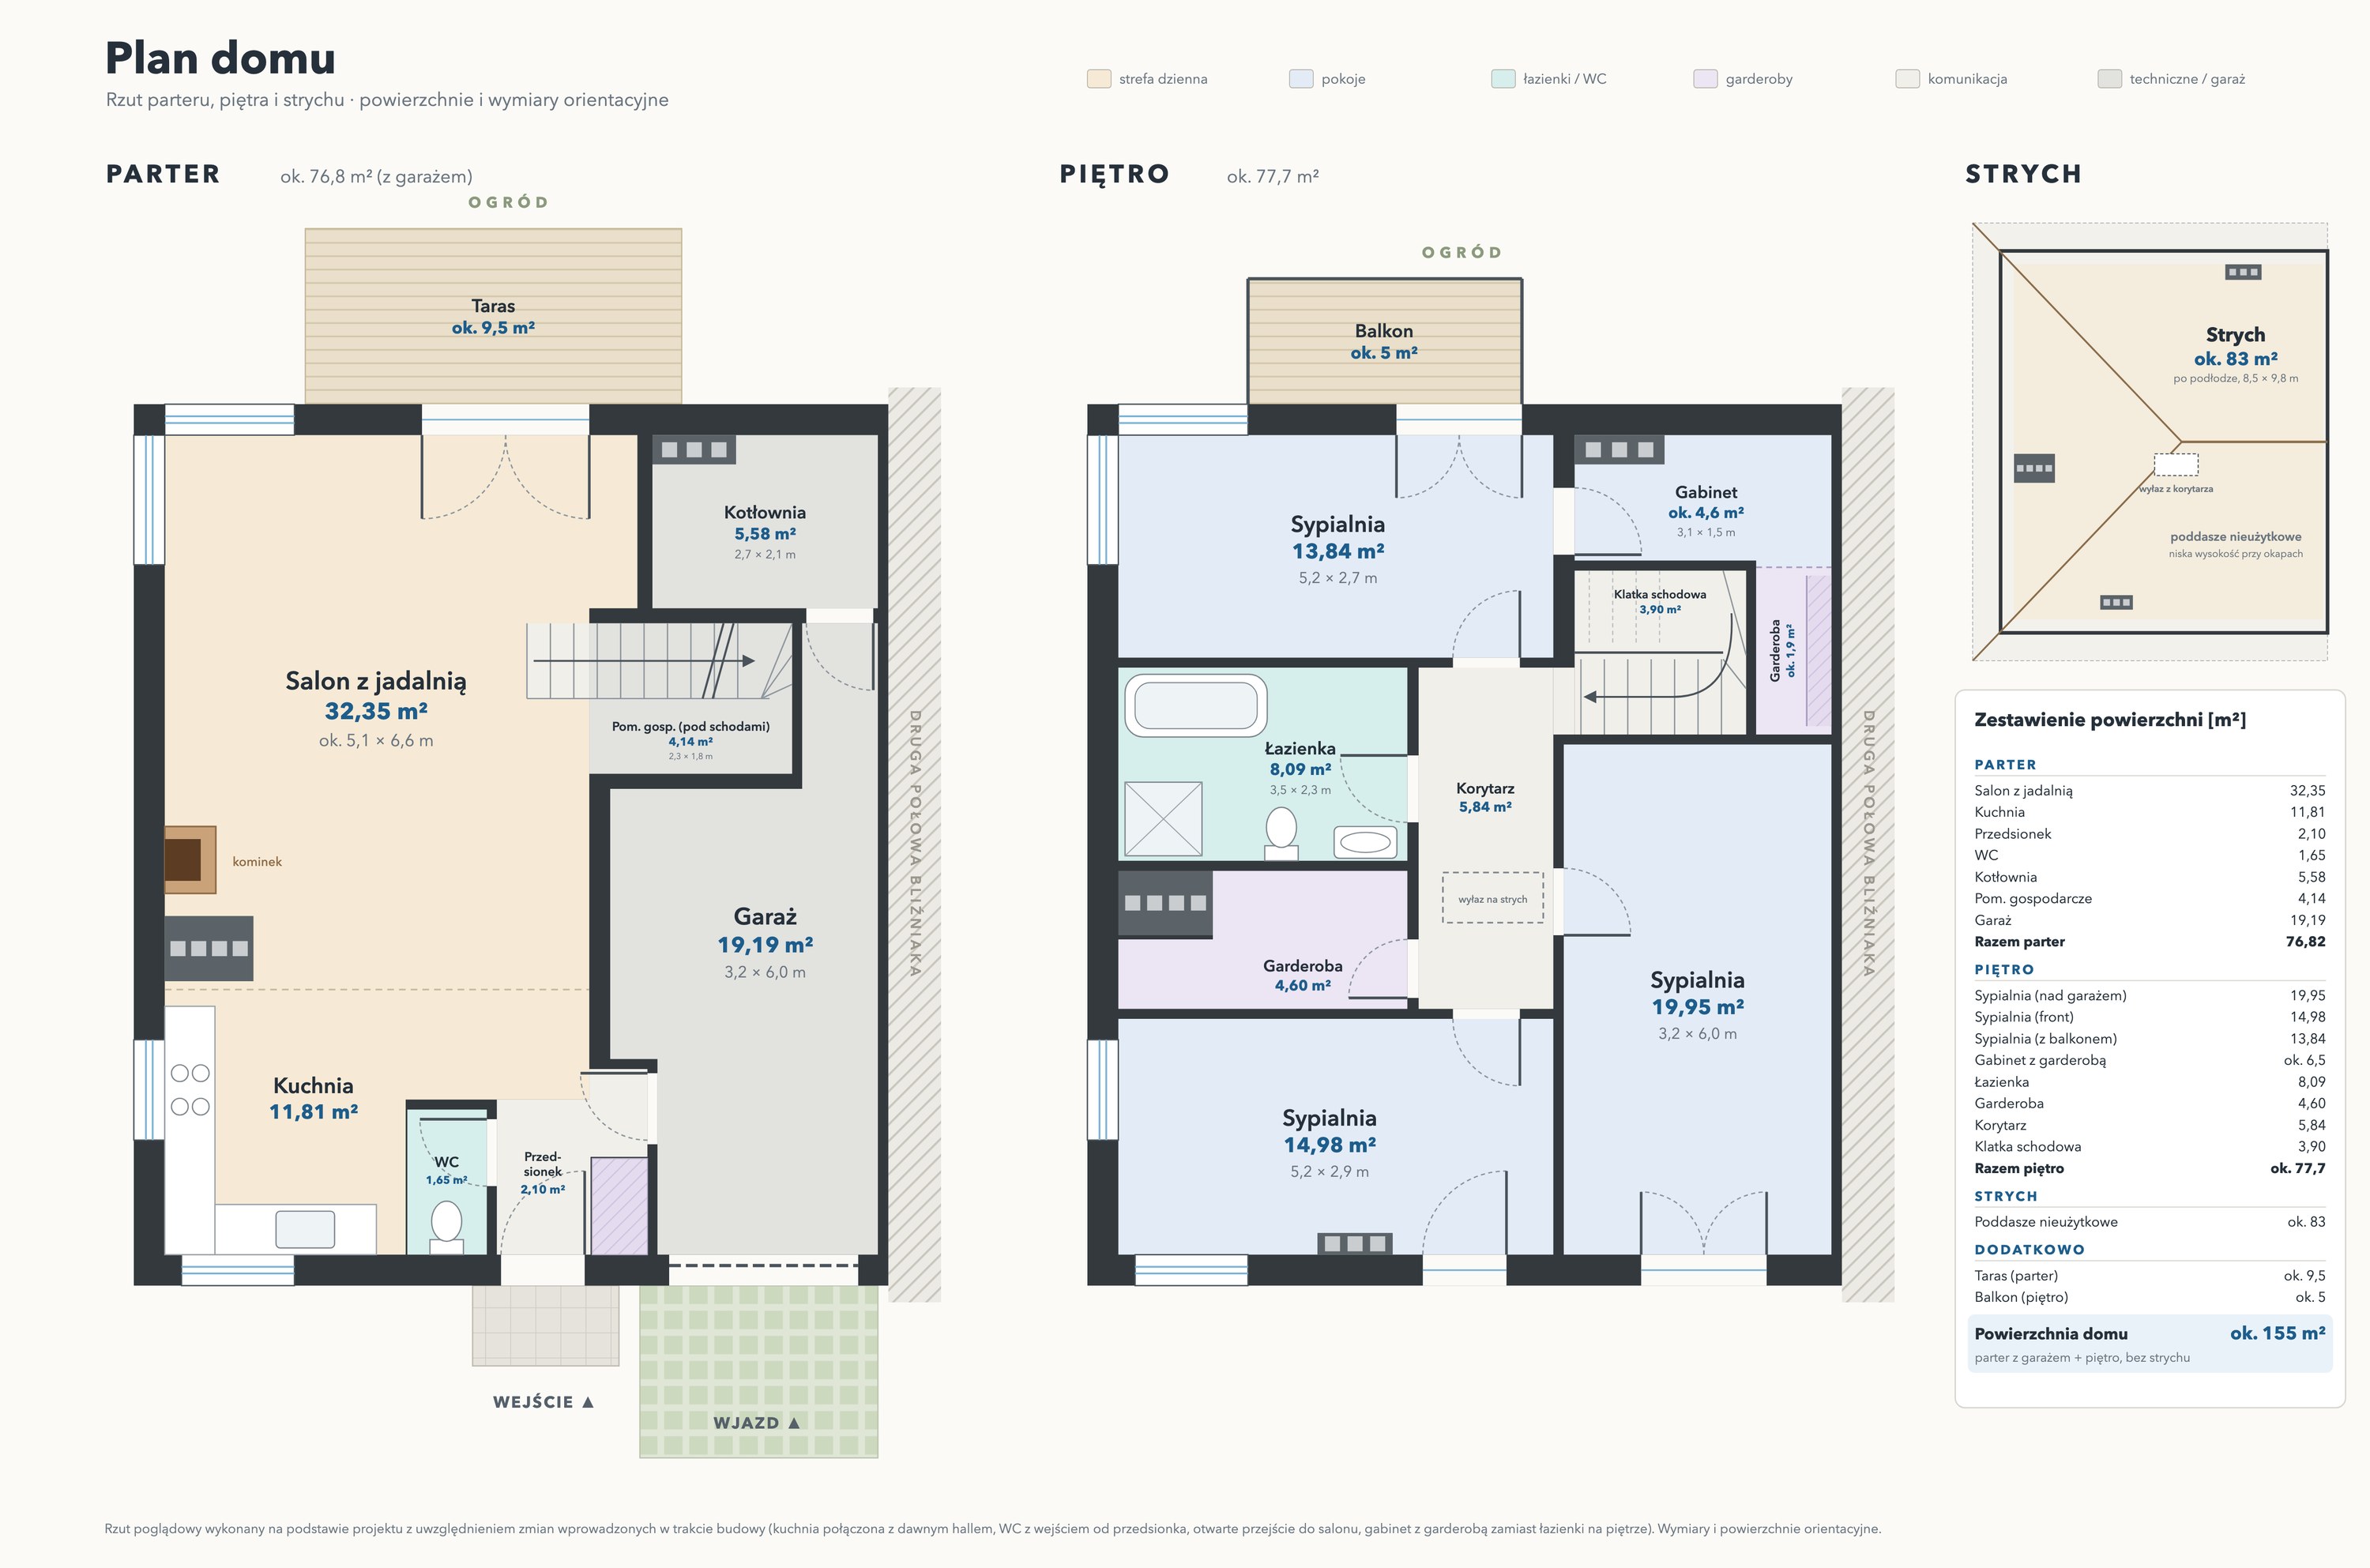 Plan domu
Rzut parteru, piętra i strychu · powierzchnie i wymiary orientacyjne
strefa dzienna
pokoje
łazienki / WC
garderoby
komunikacja
techniczne / garaż
PARTER
ok. 76,8 m² (z garażem)
OGRÓD
Taras
ok. 9,5 m²
Kotłownia
5,58 m²
2,7 × 2,1 m
Salon z jadalnią
32,35 m²
ok. 5,1 × 6,6 m
Pom. gosp. (pod schodami)
4,14 m²
2,3 × 1,8 m
kominek
Garaż
19,19 m²
3,2 × 6,0 m
Kuchnia
11,81 m²
WC
1,65 m²
Przed-
sionek
2,10 m²
DRUGA POŁOWA BLIŹNIAKA
WEJŚCIE ▲
WJAZD ▲
PIĘTRO
ok. 77,7 m²
OGRÓD
Balkon
ok. 5 m²
Sypialnia
13,84 m²
5,2 × 2,7 m
Gabinet
ok. 4,6 m²
3,1 × 1,5 m
Klatka schodowa
3,90 m²
Garderoba
ok. 1,9 m²
Łazienka
8,09 m²
3,5 × 2,3 m
Korytarz
5,84 m²
wyłaz na strych
Garderoba
4,60 m²
Sypialnia
19,95 m²
3,2 × 6,0 m
Sypialnia
14,98 m²
5,2 × 2,9 m
DRUGA POŁOWA BLIŹNIAKA
STRYCH
Strych
ok. 83 m²
po podłodze, 8,5 × 9,8 m
wyłaz z korytarza
poddasze nieużytkowe
niska wysokość przy okapach
Zestawienie powierzchni [m²]
PARTER
Salon z jadalnią 32,35
Kuchnia 11,81
Przedsionek 2,10
WC 1,65
Kotłownia 5,58
Pom. gospodarcze 4,14
Garaż 19,19
Razem parter 76,82
PIĘTRO
Sypialnia (nad garażem) 19,95
Sypialnia (front) 14,98
Sypialnia (z balkonem) 13,84
Gabinet z garderobą ok. 6,5
Łazienka 8,09
Garderoba 4,60
Korytarz 5,84
Klatka schodowa 3,90
Razem piętro ok. 77,7
STRYCH
Poddasze nieużytkowe ok. 83
DODATKOWO
Taras (parter) ok. 9,5
Balkon (piętro) ok. 5
Powierzchnia domu ok. 155 m²
parter z garażem + piętro, bez strychu
Rzut poglądowy wykonany na podstawie projektu z uwzględnieniem zmian wprowadzonych w trakcie budowy (kuchnia połączona z dawnym hallem, WC z wejściem od przedsionka, otwarte przejście do salonu, gabinet z garderobą zamiast łazienki na piętrze). Wymiary i powierzchnie orientacyjne.